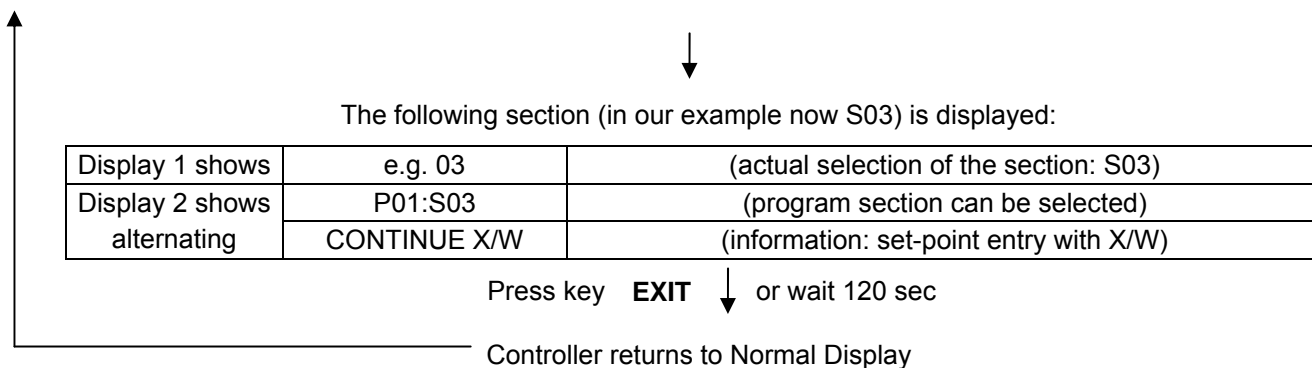 The following section (in our example now S03) is displayed:
Display 1 shows e.g. 03 (actual selection of the section: S03)
Display 2 shows P01:S03 (program section can be selected)
alternating CONTINUE X/W (information: set-point entry with X/W)
Press key EXIT or wait 120 sec
Controller returns to Normal Display